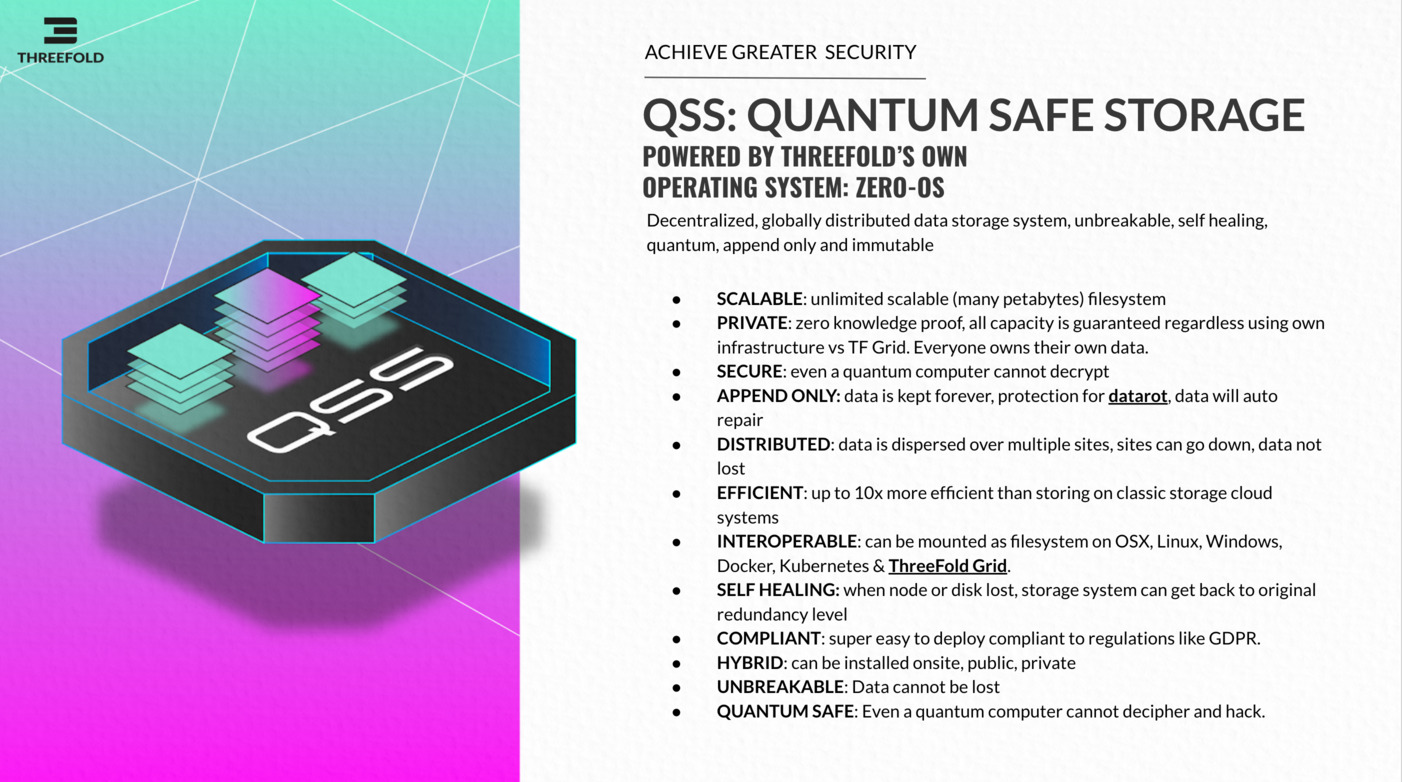 THREEFOLD
QSS
ACHIEVE GREATER SECURITY
QSS: QUANTUM SAFE STORAGE
POWERED BY THREEFOLD’S OWN
OPERATING SYSTEM: ZERO-OS
Decentralized, globally distributed data storage system, unbreakable, self healing,
quantum, append only and immutable
● SCALABLE: unlimited scalable (many petabytes) filesystem
● PRIVATE: zero knowledge proof, all capacity is guaranteed regardless using own
infrastructure vs TF Grid. Everyone owns their own data.
● SECURE: even a quantum computer cannot decrypt
● APPEND ONLY: data is kept forever, protection for datarot, data will auto
repair
● DISTRIBUTED: data is dispersed over multiple sites, sites can go down, data not
lost
● EFFICIENT: up to 10x more efficient than storing on classic storage cloud
systems
● INTEROPERABLE: can be mounted as filesystem on OSX, Linux, Windows,
Docker, Kubernetes & ThreeFold Grid.
● SELF HEALING: when node or disk lost, storage system can get back to original
redundancy level
● COMPLIANT: super easy to deploy compliant to regulations like GDPR.
● HYBRID: can be installed onsite, public, private
● UNBREAKABLE: Data cannot be lost
● QUANTUM SAFE: Even a quantum computer cannot decipher and hack.